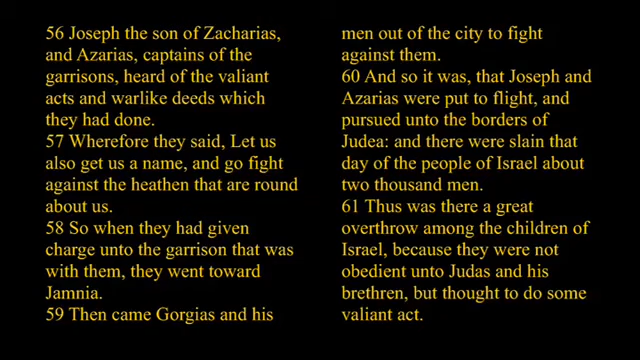 56 Joseph the son of Zacharias,
and Azarias, captains of the
garrisons, heard of the valiant
acts and warlike deeds which
they had done.
57 Wherefore they said, Let us
also get us a name, and go fight
against the heathen that are round
about us.
58 So when they had given
charge unto the garrison that was
with them, they went toward
Jamnia.
59 Then came Gorgias and his
men out of the city to fight
against them.
60 And so it was, that Joseph and
Azarias were put to flight, and
pursued unto the borders of
Judea: and there were slain that
day of the people of Israel about
two thousand men.
61 Thus was there a great
overthrow among the children of
Israel, because they were not
obedient unto Judas and his
brethren, but thought to do some
valiant act.